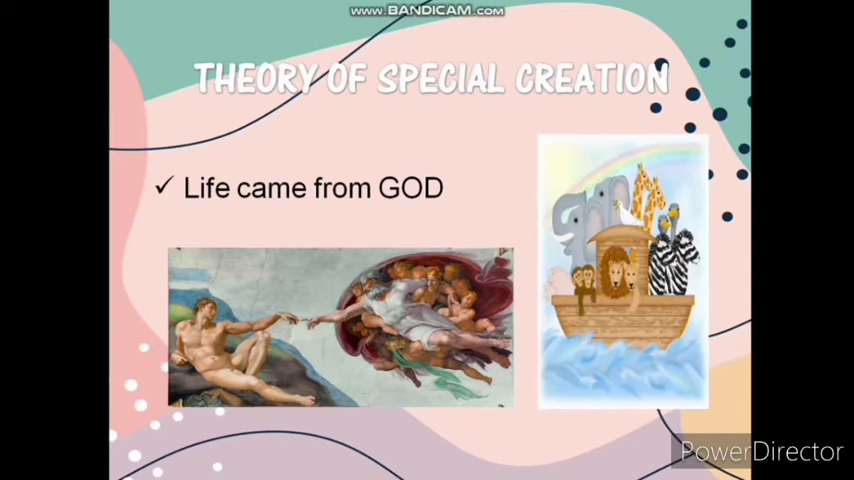 www.BANDICAM.com
THEORY OF SPECIAL CREATION
✓ Life came from GOD
PowerDirector